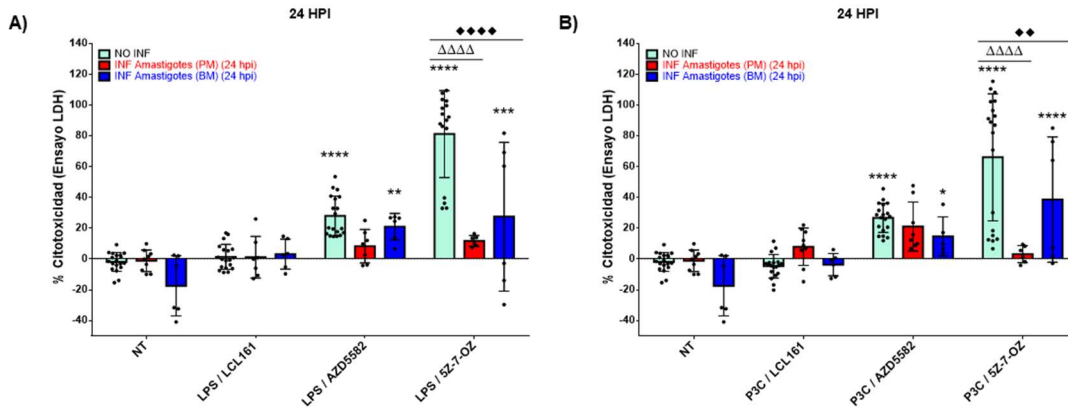 A)
24 HPI
NO INF
INF Amastigotes (PM) (24 hpi)
INF Amastigotes (BM) (24 hpi)
% Citotoxicidad (Ensayo LDH)
140
120
100
80
60
40
20
0
-20
-40
◆◆◆◆
ΔΔΔΔ
****
***
****
**
NT
LPS / LCL161
LPS / AZD5582
LPS / 5Z-7-OZ
B)
24 HPI
NO INF
INF Amastigotes (PM) (24 hpi)
INF Amastigotes (BM) (24 hpi)
% Citotoxicidad (Ensayo LDH)
140
120
100
80
60
40
20
0
-20
-40
◆◆
ΔΔΔΔ
****
****
****
*
NT
P3C / LCL161
P3C / AZD5582
P3C / 5Z-7-OZ